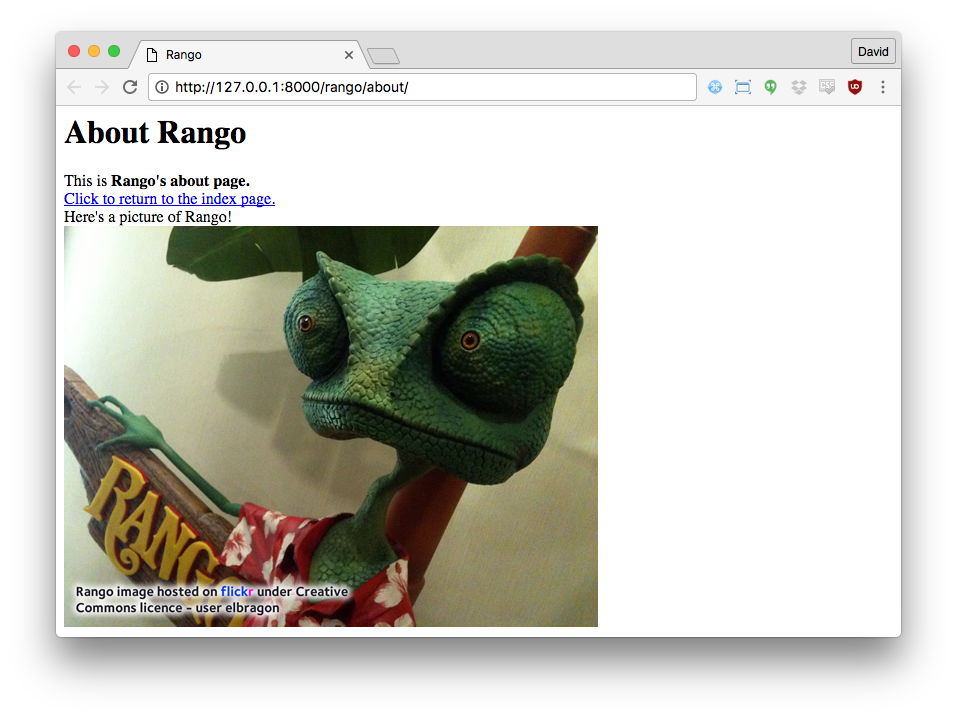 Rango
David
http://127.0.0.1:8000/rango/about/
About Rango
This is Rango's about page.
Click to return to the index page.
Here's a picture of Rango!
RANGO
Rango image hosted on flickr under Creative
Commons licence - user elbragon